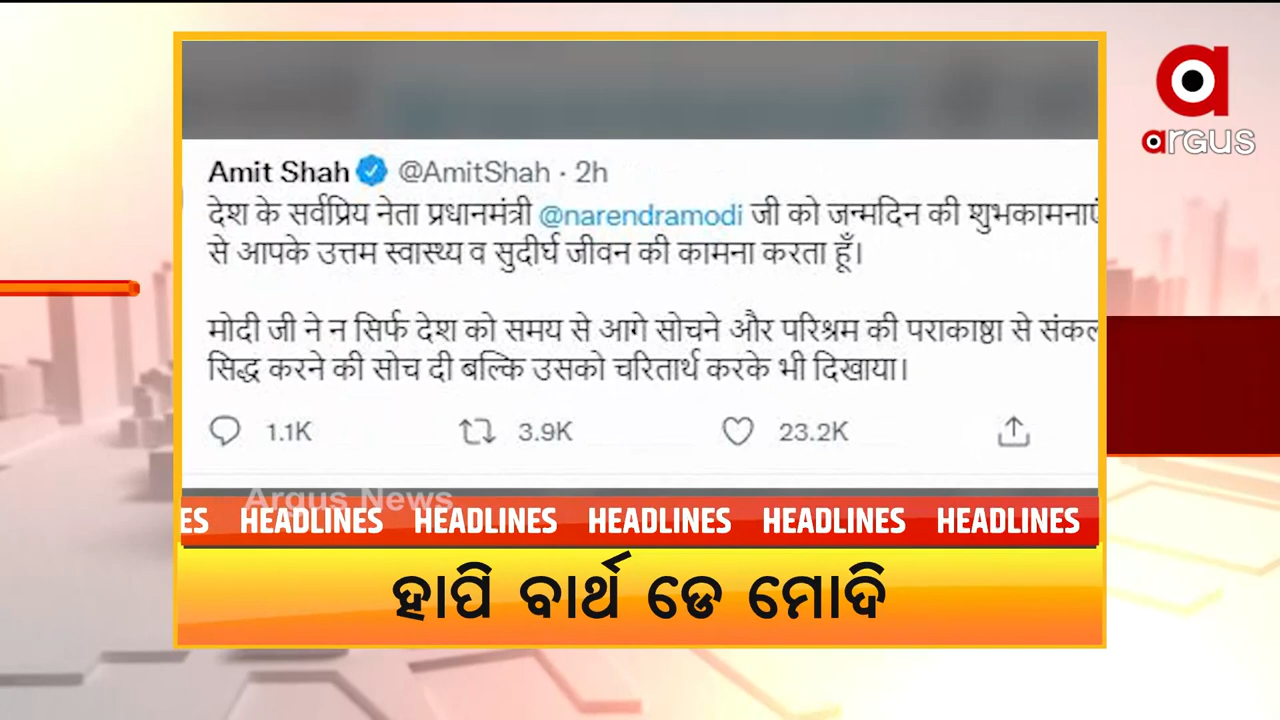 argus
Amit Shah @AmitShah · 2h
देश के सर्वप्रिय नेता प्रधानमंत्री @narendramodi जी को जन्मदिन की शुभकामनाएं
से आपके उत्तम स्वास्थ्य व सुदीर्घ जीवन की कामना करता हूँ।
मोदी जी ने न सिर्फ देश को समय से आगे सोचने और परिश्रम की पराकाष्ठा से
सिद्ध करने की सोच दी बल्कि उसको चरितार्थ करके भी दिखाया।
1.1K 3.9K 23.2K
Argus News
ES HEADLINES HEADLINES HEADLINES HEADLINES HEADLINES
ହାପି ବାର୍ଥ ଡେ ମୋଦି